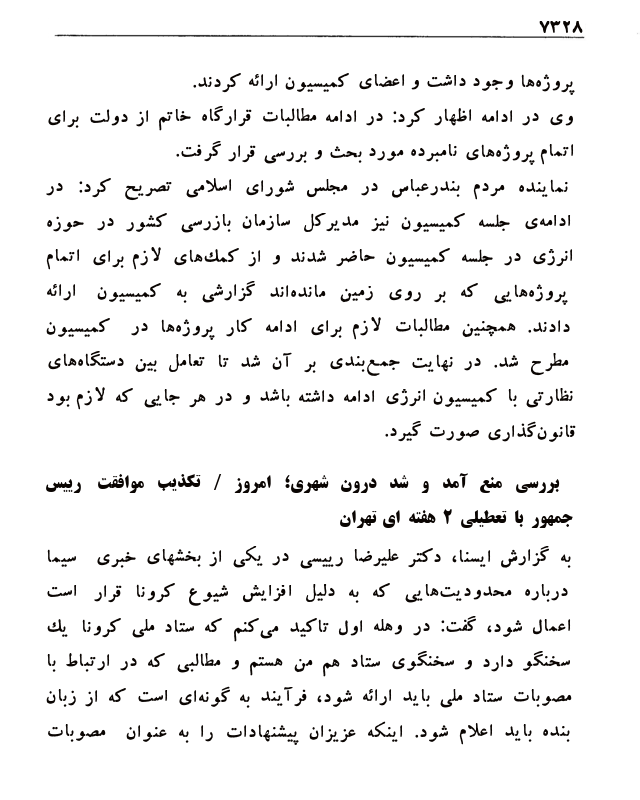 ۷۳۲۸
پروژه‌ها وجود داشت و اعضای کمیسیون ارائه کردند.
وی در ادامه اظهار کرد: در ادامه مطالبات قرارگاه خاتم از دولت برای
اتمام پروژه‌های نامبرده مورد بحث و بررسی قرار گرفت.
نماینده مردم بندرعباس در مجلس شورای اسلامی تصریح کرد: در
ادامه‌ی جلسه کمیسیون نیز مدیرکل سازمان بازرسی کشور در حوزه
انرژی در جلسه کمیسیون حاضر شدند و از کمک‌های لازم برای اتمام
پروژه‌هایی که بر روی زمین مانده‌اند گزارشی به کمیسیون ارائه
دادند. همچنین مطالبات لازم برای ادامه کار پروژه‌ها در کمیسیون
مطرح شد. در نهایت جمع‌بندی بر آن شد تا تعامل بین دستگاه‌های
نظارتی با کمیسیون انرژی ادامه داشته باشد و در هر جایی که لازم بود
قانون‌گذاری صورت گیرد.
بررسی منع آمد و شد درون شهری؛ امروز / تکذیب موافقت رییس
جمهور با تعطیلی ۲ هفته ای تهران
به گزارش ایسنا، دکتر علیرضا رییسی در یکی از بخشهای خبری سیما
درباره محدودیت‌هایی که به دلیل افزایش شیوع کرونا قرار است
اعمال شود، گفت: در وهله اول تاکید می‌کنم که ستاد ملی کرونا یك
سخنگو دارد و سخنگوی ستاد هم من هستم و مطالبی که در ارتباط با
مصوبات ستاد ملی باید ارائه شود، فرآیند به گونه‌ای است که از زبان
بنده باید اعلام شود. اینکه عزیزان پیشنهادات را به عنوان مصوبات